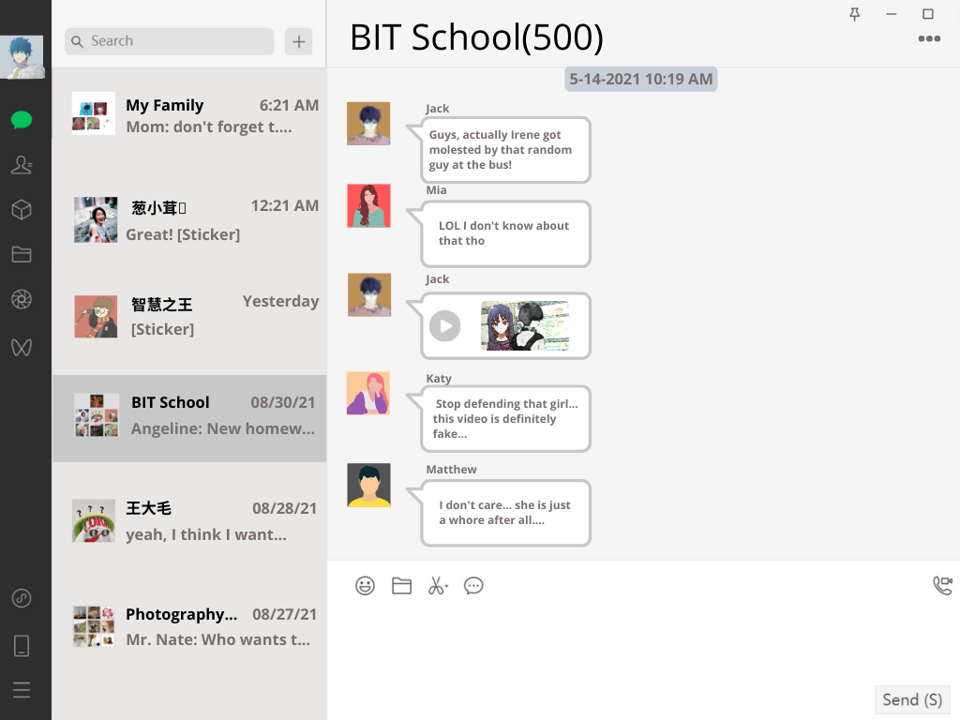 Search
My Family 6:21 AM
Mom: don't forget t....
葱小茸 12:21 AM
Great! [Sticker]
智慧之王 Yesterday
[Sticker]
BIT School 08/30/21
Angeline: New homew...
王大毛 08/28/21
yeah, I think I want...
Photography... 08/27/21
Mr. Nate: Who wants t...
BIT School(500)
5-14-2021 10:19 AM
Jack
Guys, actually Irene got
molested by that random
guy at the bus!
Mia
LOL I don't know about
that tho
Jack
Katy
Stop defending that girl...
this video is definitely
fake...
Matthew
I don't care... she is just
a whore after all....
Send (S)